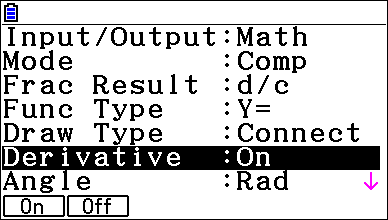 Input/Output:Math
Mode :Comp
Frac Result :d/c
Func Type :Y=
Draw Type :Connect
Derivative :On
Angle :Rad ↓
On Off